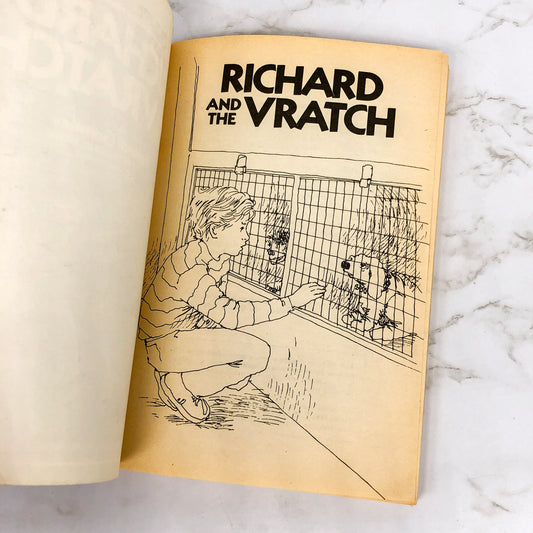 RICHARD
AND THE VRATCH